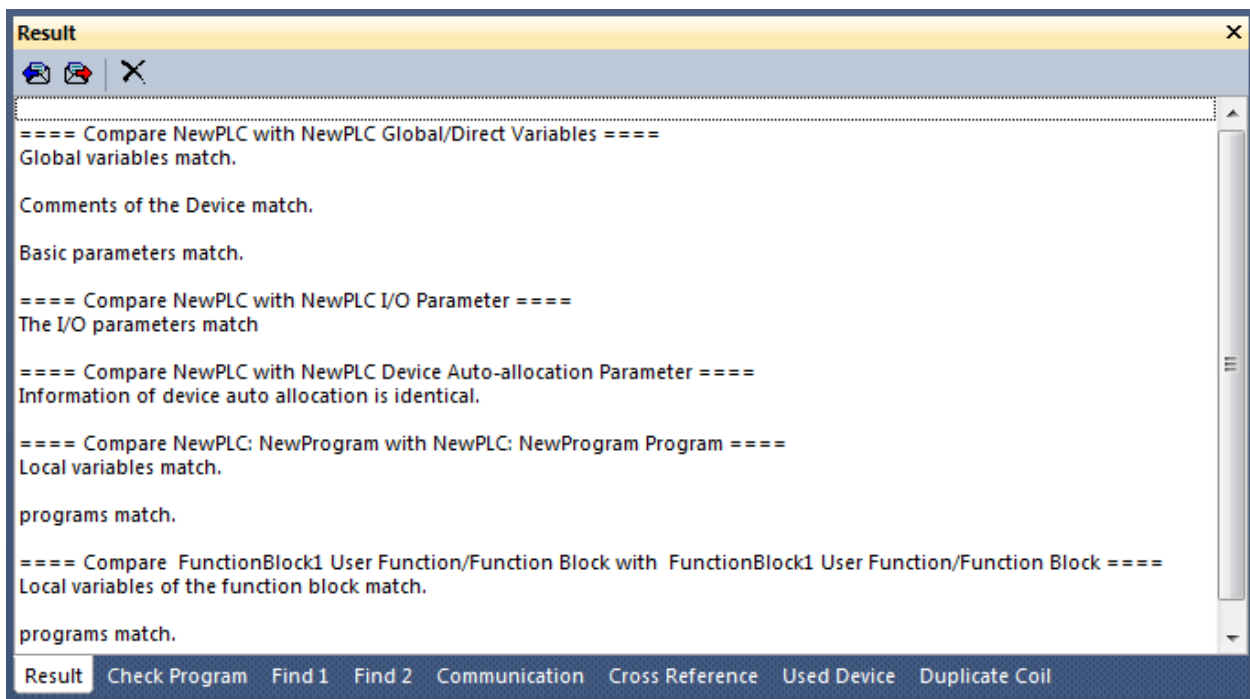 Result
==== Compare NewPLC with NewPLC Global/Direct Variables ====
Global variables match.
Comments of the Device match.
Basic parameters match.
==== Compare NewPLC with NewPLC I/O Parameter ====
The I/O parameters match
==== Compare NewPLC with NewPLC Device Auto-allocation Parameter ====
Information of device auto allocation is identical.
==== Compare NewPLC: NewProgram with NewPLC: NewProgram Program ====
Local variables match.
programs match.
==== Compare  FunctionBlock1 User Function/Function Block with  FunctionBlock1 User Function/Function Block ====
Local variables of the function block match.
programs match.
Result Check Program Find 1 Find 2 Communication Cross Reference Used Device Duplicate Coil